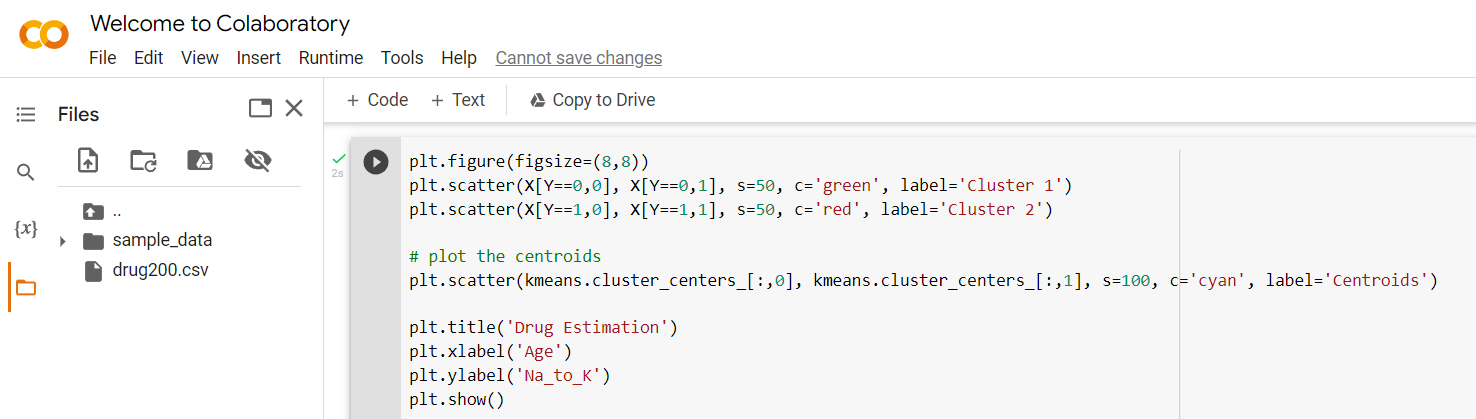 Welcome to Colaboratory
File Edit View Insert Runtime Tools Help Cannot save changes
Files
+ Code + Text Copy to Drive
..
sample_data
drug200.csv
{x}
2s
plt.figure(figsize=(8,8))
plt.scatter(X[Y==0,0], X[Y==0,1], s=50, c='green', label='Cluster 1')
plt.scatter(X[Y==1,0], X[Y==1,1], s=50, c='red', label='Cluster 2')
# plot the centroids
plt.scatter(kmeans.cluster_centers_[:,0], kmeans.cluster_centers_[:,1], s=100, c='cyan', label='Centroids')
plt.title('Drug Estimation')
plt.xlabel('Age')
plt.ylabel('Na_to_K')
plt.show()